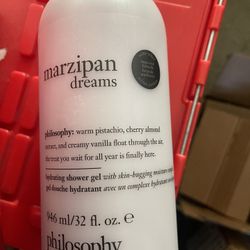 marzipan
dreams
philosophy: warm pistachio, cherry almond
and creamy vanilla float through the air.
the treat you wait for all year is finally here.
hydrating shower gel with skin-hugging moisture
gel douche hydratant avec un complexe hydratant
946 ml/32 fl. oz. ℮
philosophy